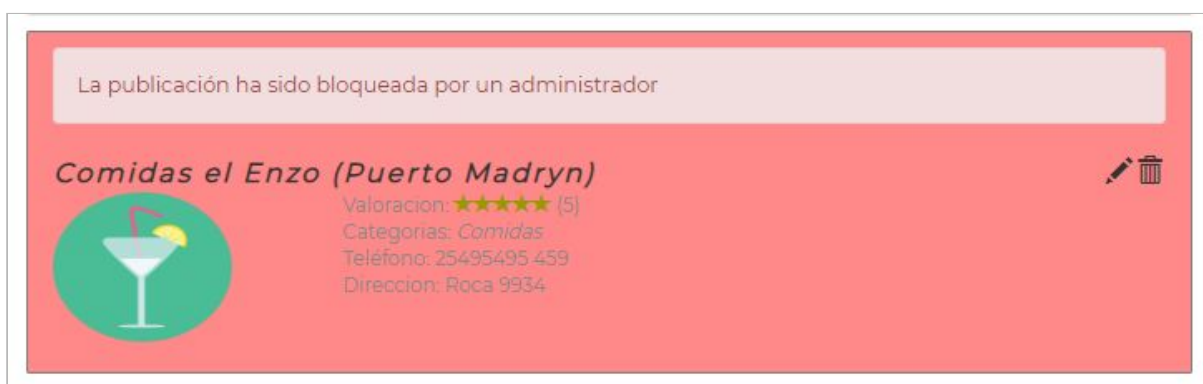 La publicación ha sido bloqueada por un administrador
Comidas el Enzo (Puerto Madryn)
Valoracion: ★★★★★ (5)
Categorias: Comidas
Teléfono: 25495495 459
Direccion: Roca 9934